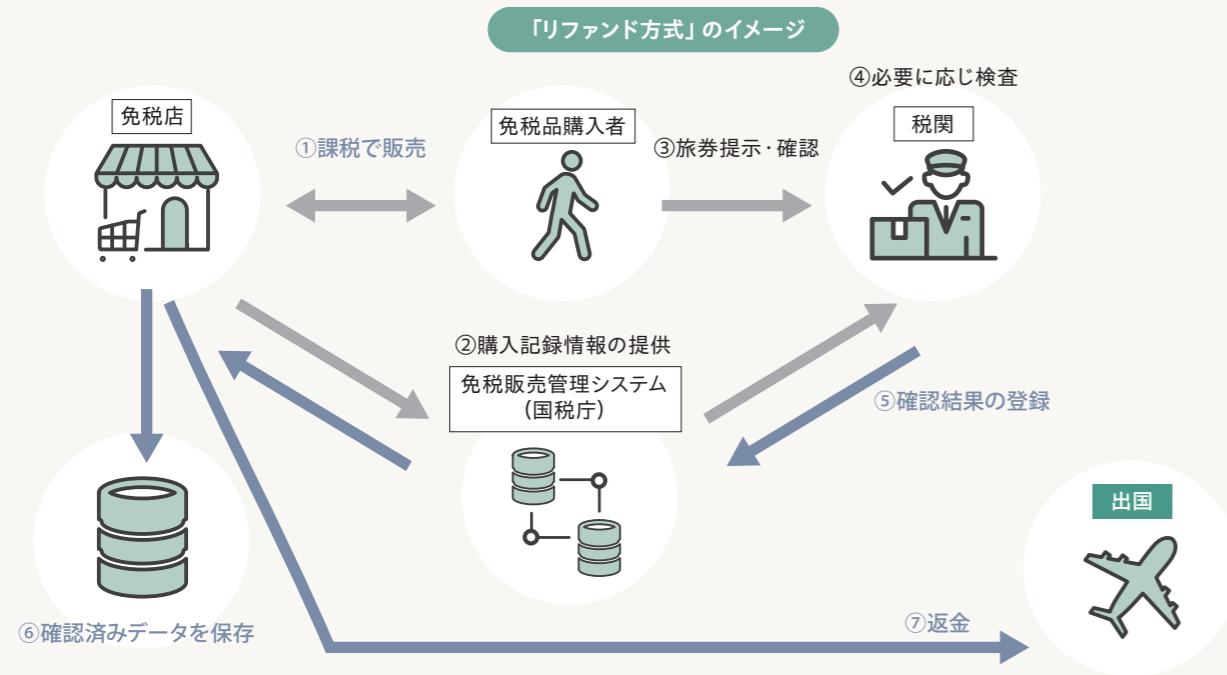 「リファンド方式」のイメージ
④必要に応じ検査
免税店
免税品購入者
税関
①課税で販売
③旅券提示・確認
②購入記録情報の提供
免税販売管理システム
(国税庁)
⑤確認結果の登録
出国
⑥確認済みデータを保存
⑦返金